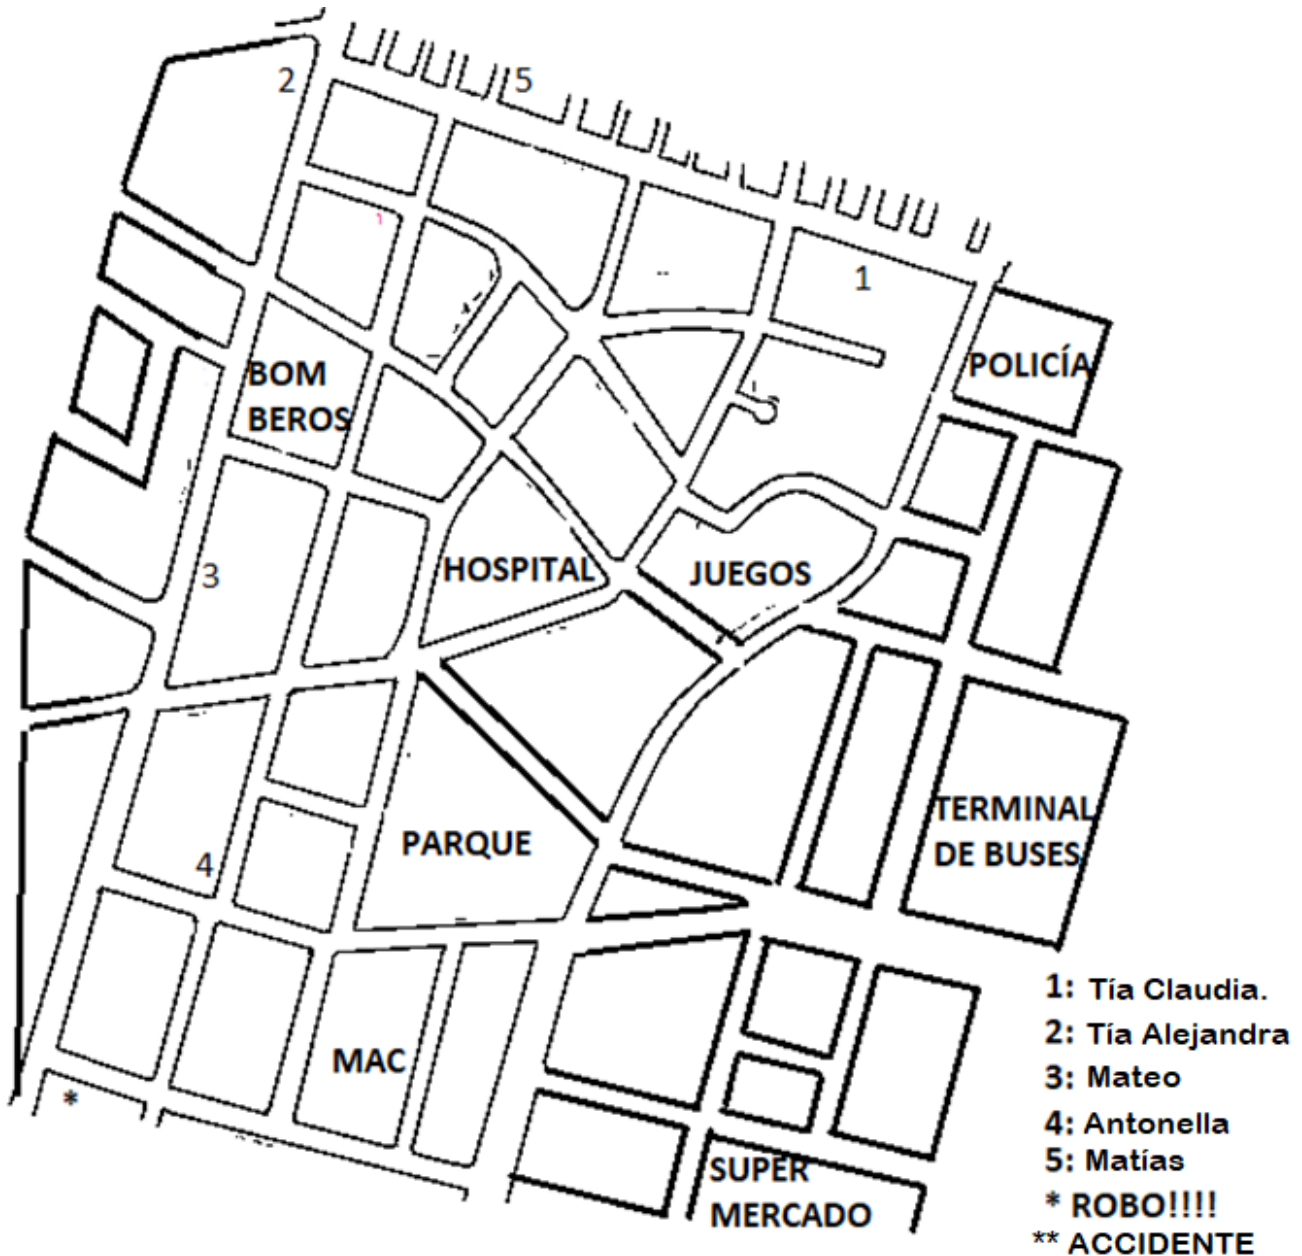 2
5
1
POLICÍA
BOM
BEROS
3
HOSPITAL
JUEGOS
4
PARQUE
TERMINAL
DE BUSES
MAC
*
SUPER
MERCADO
1: Tía Claudia.
2: Tía Alejandra
3: Mateo
4: Antonella
5: Matías
* ROBO!!!!
** ACCIDENTE